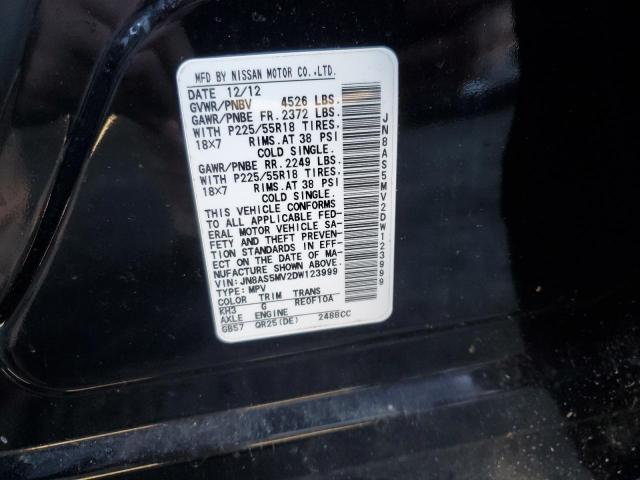 MFD BY NISSAN MOTOR CO.,LTD.
DATE 12/12
GVWR/PNBV 4526 LBS.
GAWR/PNBE FR. 2372 LBS.
WITH P225/55R18 TIRES.
18X7 RIMS.AT 38 PSI
COLD SINGLE.
GAWR/PNBE RR. 2249 LBS.
WITH P225/55R18 TIRES.
18X7 RIMS.AT 38 PSI
COLD SINGLE.
THIS VEHICLE CONFORMS
TO ALL APPLICABLE FED-
ERAL MOTOR VEHICLE SA-
FETY AND THEFT PREVEN-
TION STANDARDS IN EFF-
ECT ON THE DATE OF MA-
NUFACTURE SHOWN ABOVE.
VIN: JN8AS5MV2DW123999
TYPE: MPV
COLOR TRIM TRANS
KH3 G RE0F10A
AXLE ENGINE
GB57 QR25(DE) 2488CC
JN8AS5MV2DW123999